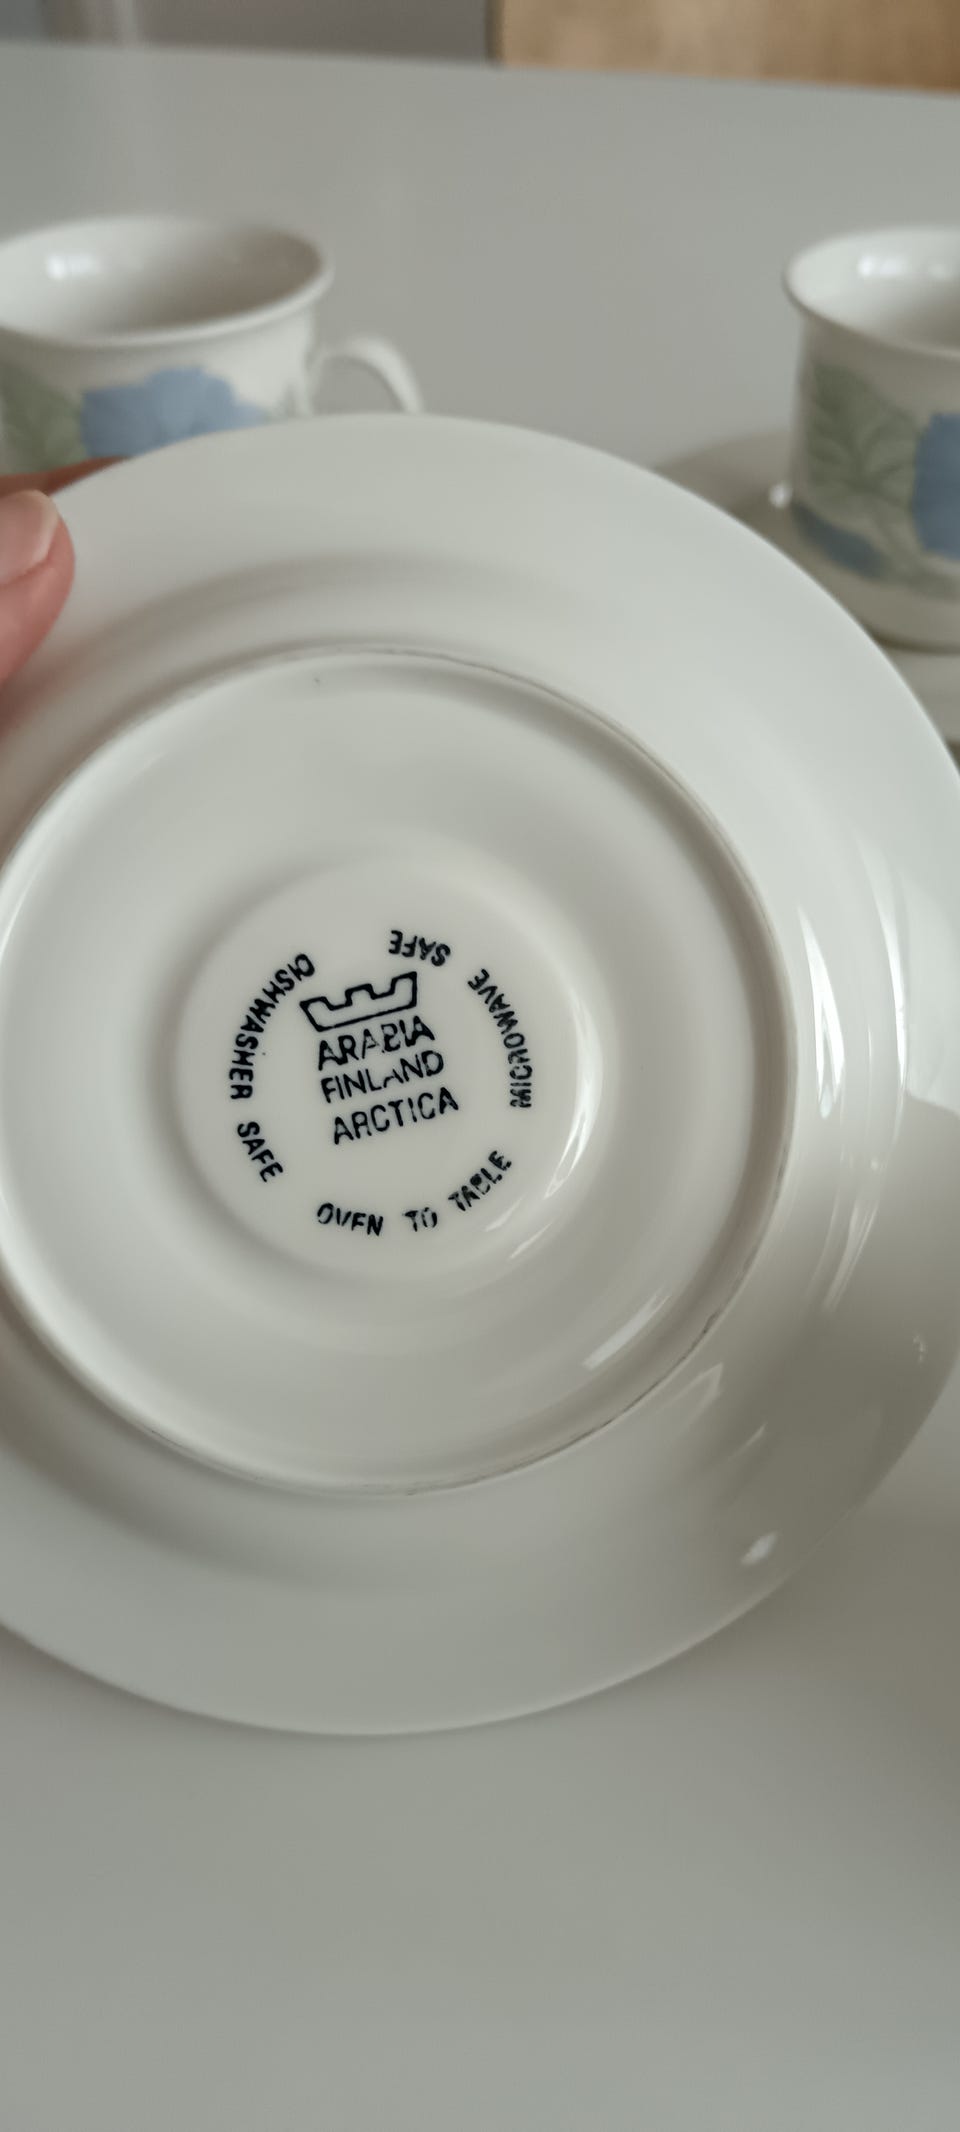 ARABIA
FINLAND
ARCTICA
DISHWASHER SAFE
OVEN TO TABLE
MICROWAVE SAFE